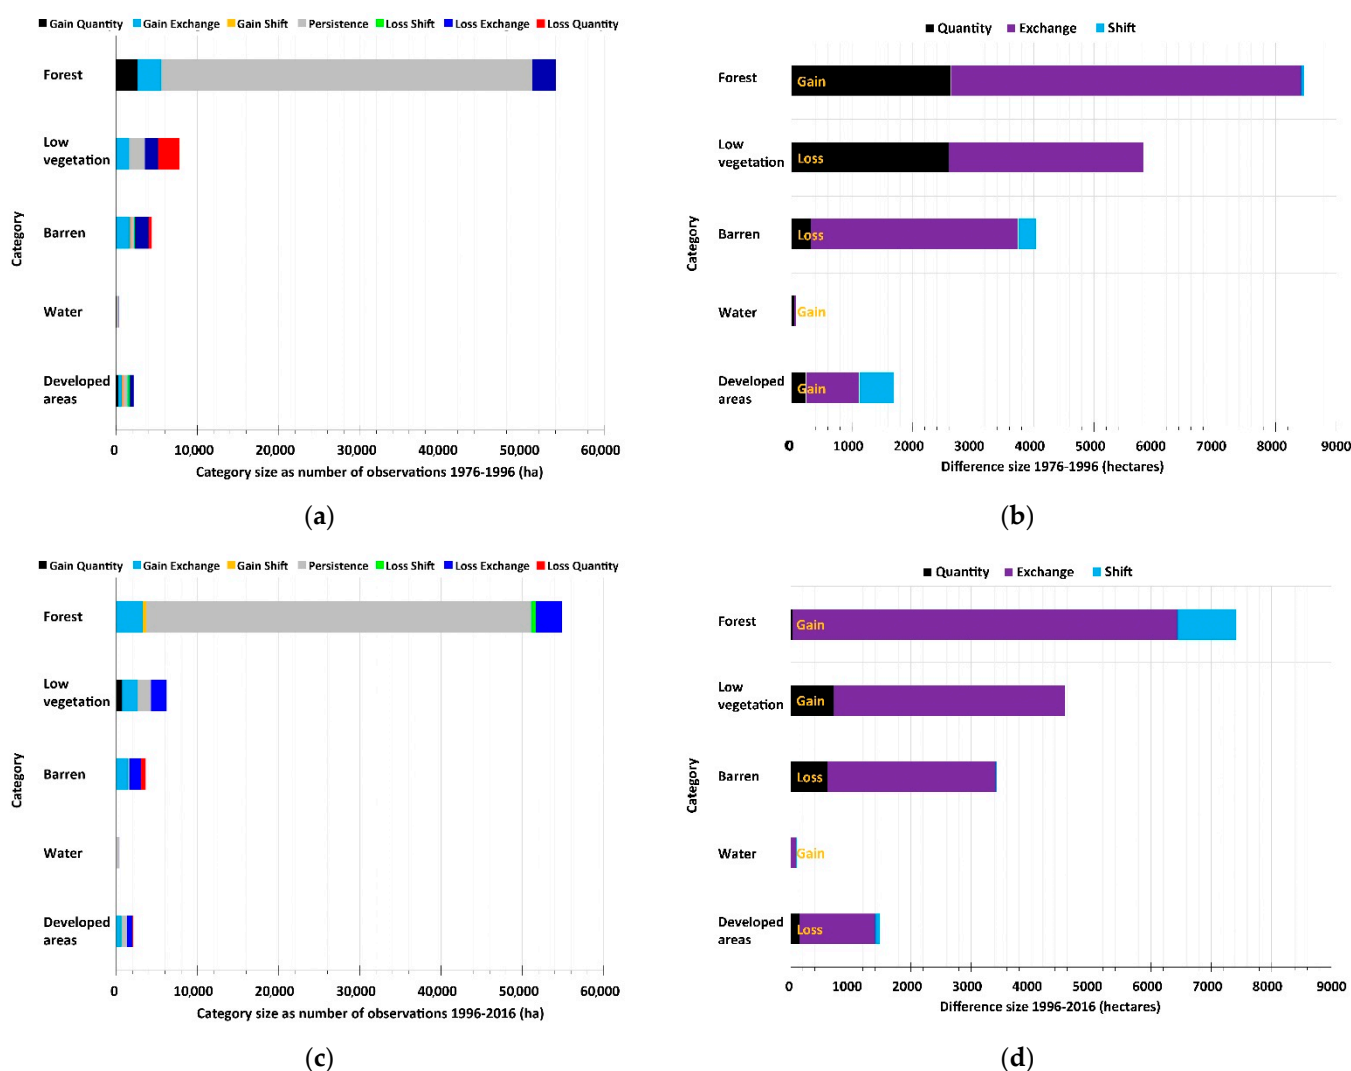 Gain Quantity Gain Exchange Gain Shift Persistence Loss Shift Loss Exchange Loss Quantity
Category
Forest
Low
vegetation
Barren
Water
Developed
areas
0 10,000 20,000 30,000 40,000 50,000 60,000
Category size as number of observations 1976-1996 (ha)
(a)
Quantity Exchange Shift
Category
Forest
Gain
Low
vegetation
Loss
Barren
Loss
Water
Gain
Developed
areas
Gain
0 1000 2000 3000 4000 5000 6000 7000 8000 9000
Difference size 1976-1996 (hectares)
(b)
Gain Quantity Gain Exchange Gain Shift Persistence Loss Shift Loss Exchange Loss Quantity
Category
Forest
Low
vegetation
Barren
Water
Developed
areas
0 10,000 20,000 30,000 40,000 50,000 60,000
Category size as number of observations 1996-2016 (ha)
(c)
Quantity Exchange Shift
Category
Forest
Gain
Low
vegetation
Gain
Barren
Loss
Water
Gain
Developed
areas
Loss
0 1000 2000 3000 4000 5000 6000 7000 8000 9000
Difference size 1996-2016 (hectares)
(d)